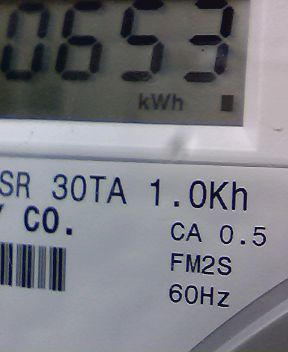 0653
kWh
SR 30TA 1.0Kh
Y CO.
CA 0.5
FM2S
60Hz